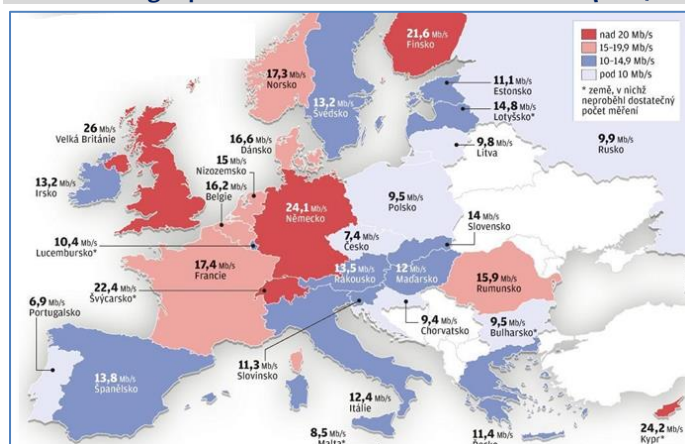 21,6 Mb/s
Finsko
nad 20 Mb/s
15-19,9 Mb/s
10-14,9 Mb/s
pod 10 Mb/s
* země, v nichž
neproběhl dostatečný
počet měření
17,3 Mb/s
Norsko
13,2 Mb/s
Švédsko
11,1 Mb/s
Estonsko
14,8 Mb/s
Lotyšsko*
26 Mb/s
Velká Británie
16,6 Mb/s
Dánsko
9,8 Mb/s
Litva
9,9 Mb/s
Rusko
15 Mb/s
Nizozemsko
13,2 Mb/s
Irsko
16,2 Mb/s
Belgie
24,1 Mb/s
Německo
9,5 Mb/s
Polsko
14 Mb/s
Slovensko
10,4 Mb/s
Lucembursko*
7,4 Mb/s
Česko
17,4 Mb/s
Francie
13,5 Mb/s
Rakousko
12 Mb/s
Maďarsko
15,9 Mb/s
Rumunsko
22,4 Mb/s
Švýcarsko*
6,9 Mb/s
Portugalsko
9,4 Mb/s
Chorvatsko
9,5 Mb/s
Bulharsko*
11,3 Mb/s
Slovinsko
13,8 Mb/s
Španělsko
12,4 Mb/s
Itálie
8,5 Mb/s
Malta*
11,4 Mb/s
24,2 Mb/s
Kypr*